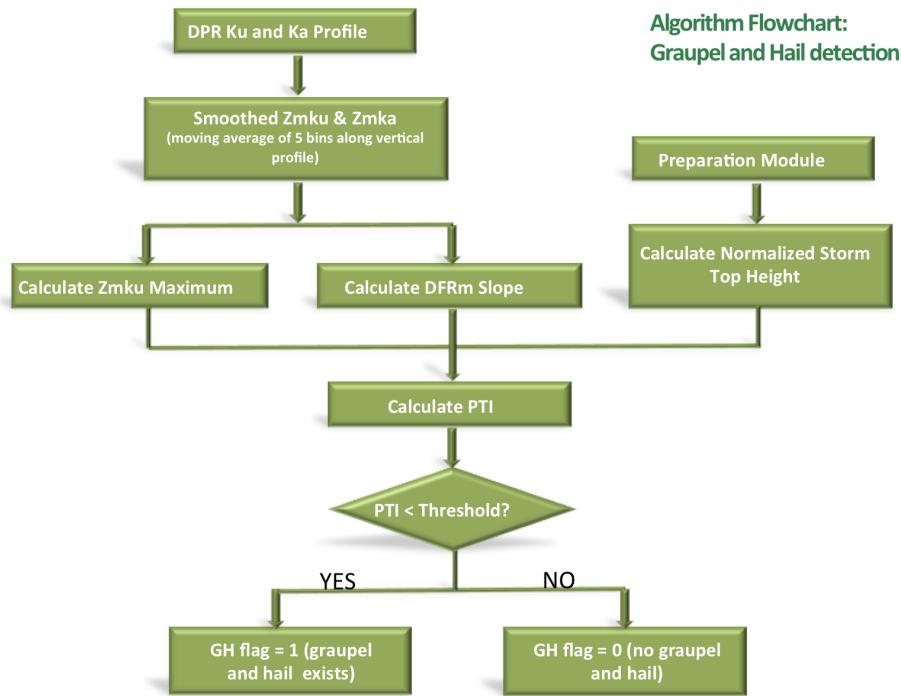 Algorithm Flowchart:
Graupel and Hail detection
DPR Ku and Ka Profile
Smoothed Zmku & Zmka
(moving average of 5 bins along vertical
profile)
Preparation Module
Calculate Normalized Storm
Top Height
Calculate Zmku Maximum
Calculate DFRm Slope
Calculate PTI
PTI < Threshold?
YES
NO
GH flag = 1 (graupel
and hail exists)
GH flag = 0 (no graupel
and hail)